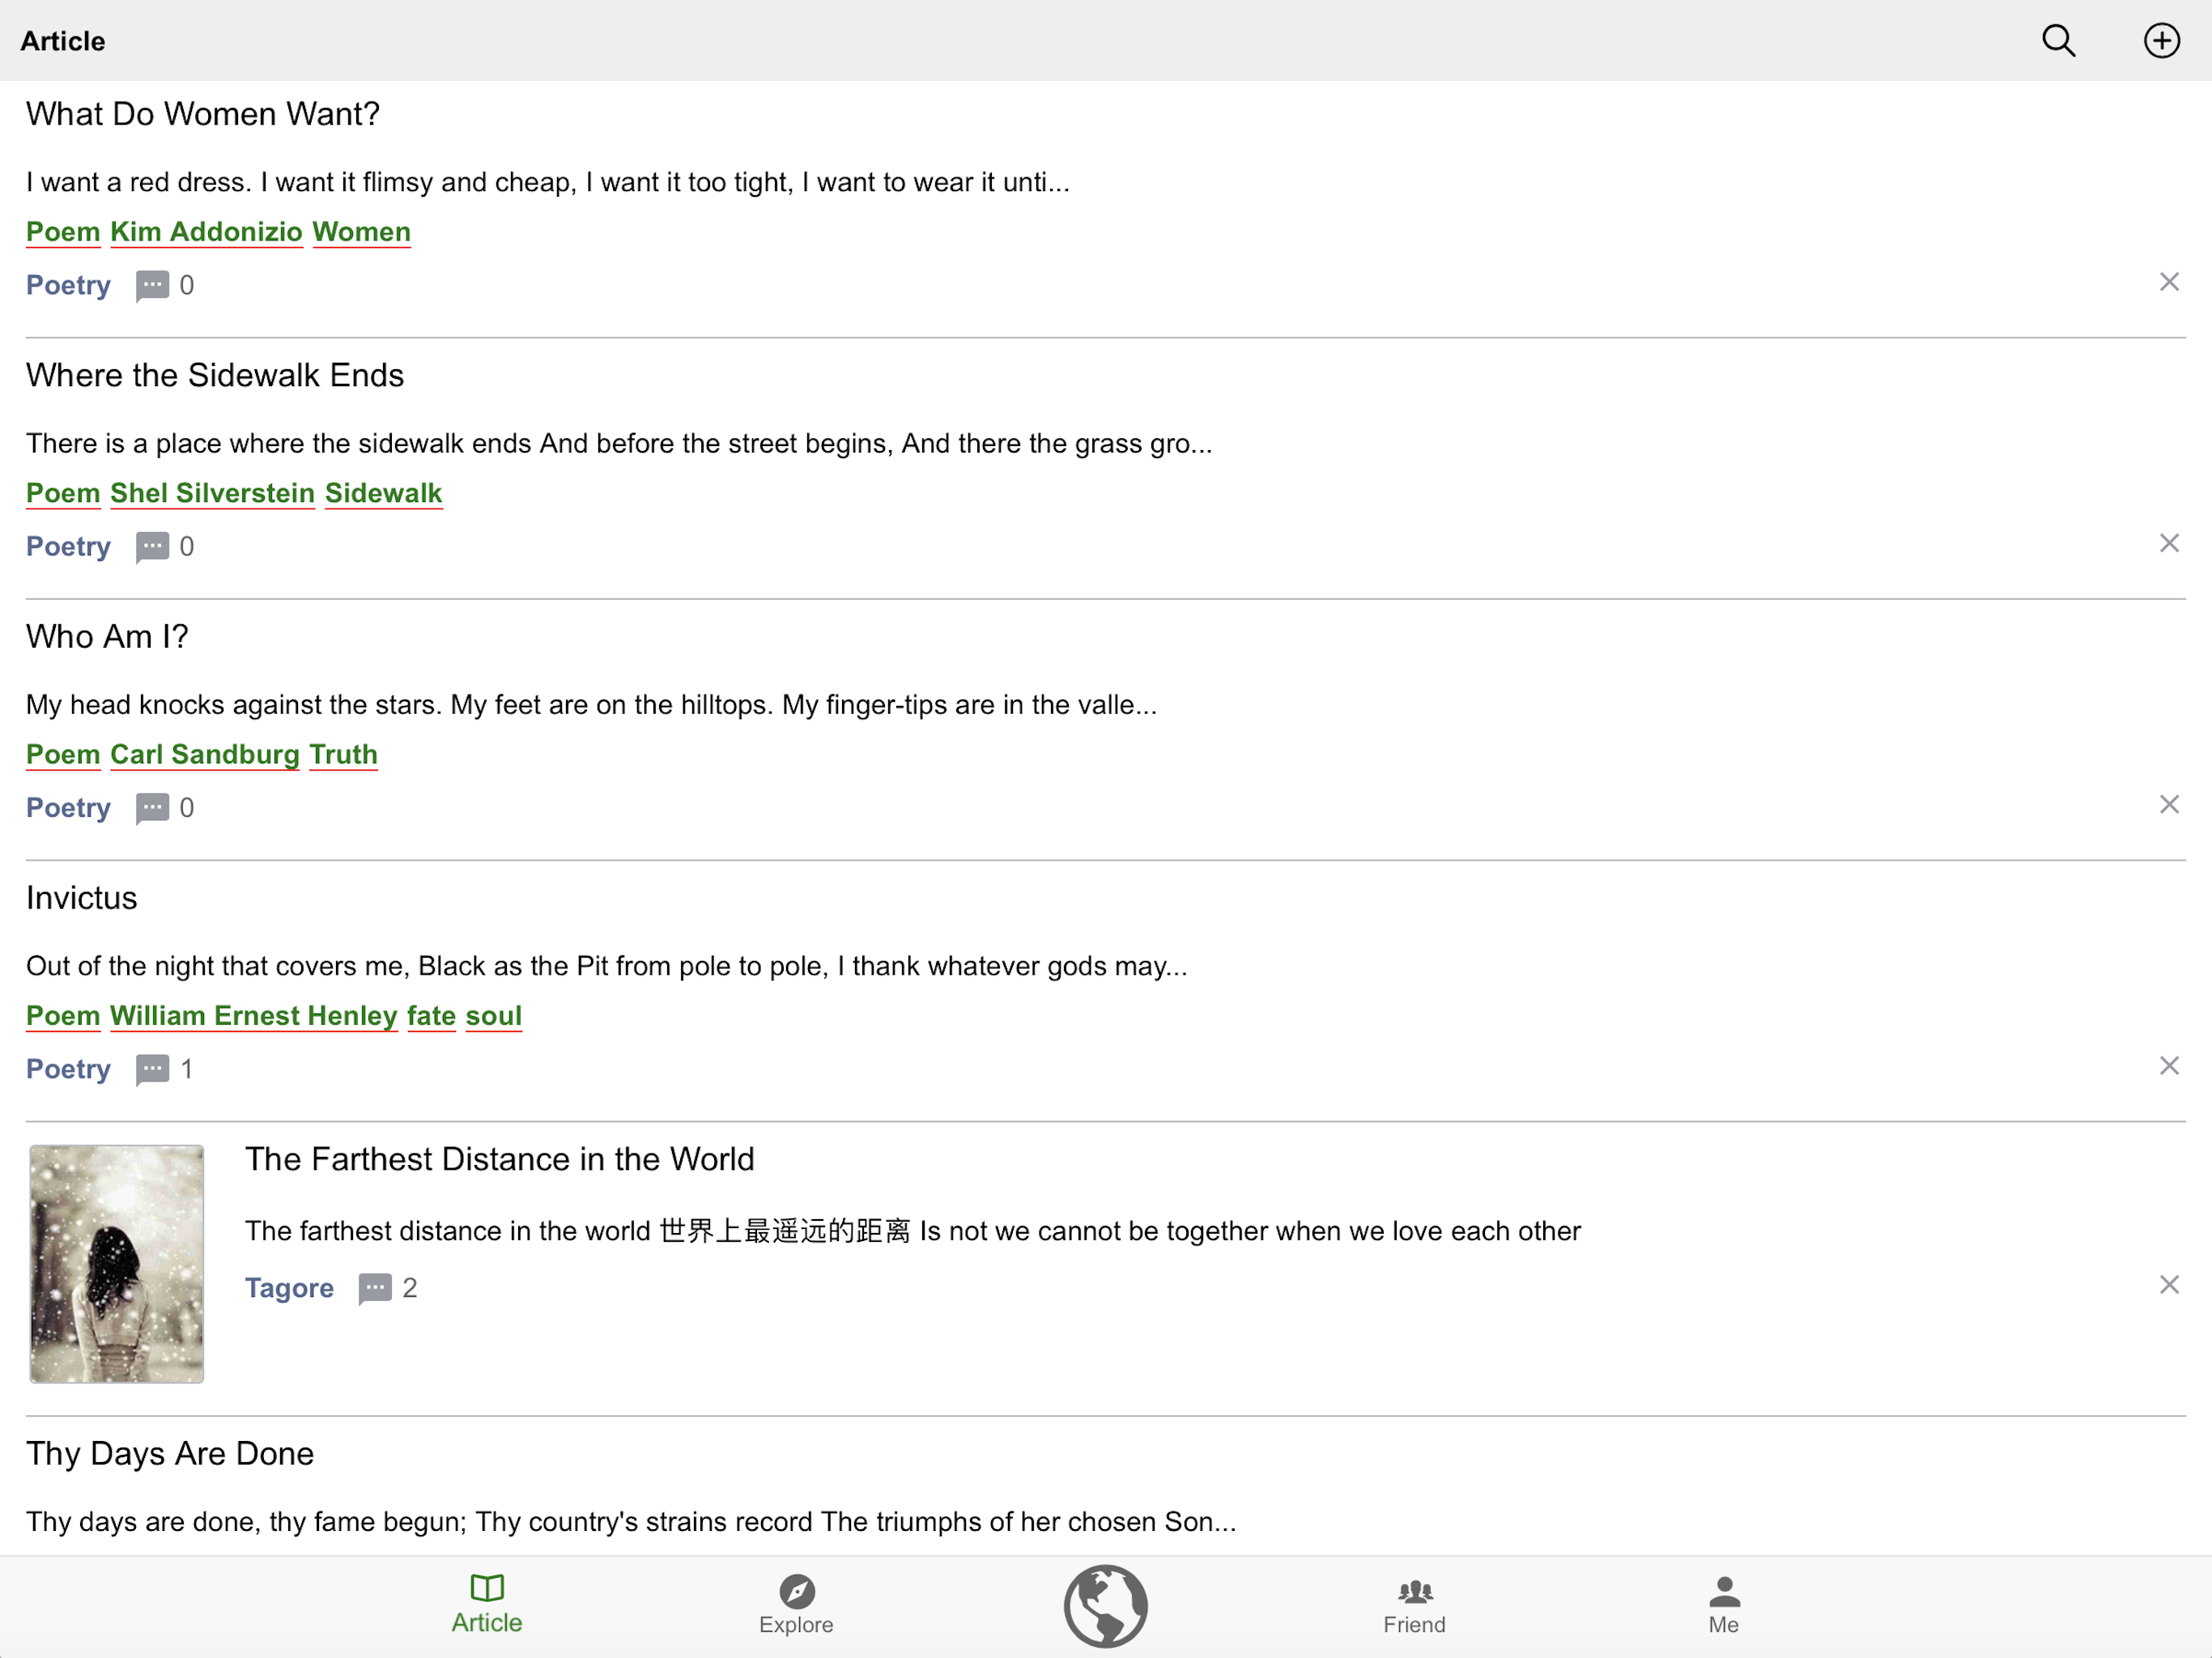 Article
What Do Women Want?
I want a red dress. I want it flimsy and cheap, I want it too tight, I want to wear it unti...
Poem Kim Addonizio Women
Poetry 0
Where the Sidewalk Ends
There is a place where the sidewalk ends And before the street begins, And there the grass gro...
Poem Shel Silverstein Sidewalk
Poetry 0
Who Am I?
My head knocks against the stars. My feet are on the hilltops. My finger-tips are in the valle...
Poem Carl Sandburg Truth
Poetry 0
Invictus
Out of the night that covers me, Black as the Pit from pole to pole, I thank whatever gods may...
Poem William Ernest Henley fate soul
Poetry 1
The Farthest Distance in the World
The farthest distance in the world 世界上最遥远的距离 Is not we cannot be together when we love each other
Tagore 2
Thy Days Are Done
Thy days are done, thy fame begun; Thy country's strains record The triumphs of her chosen Son...
Article Explore Friend Me